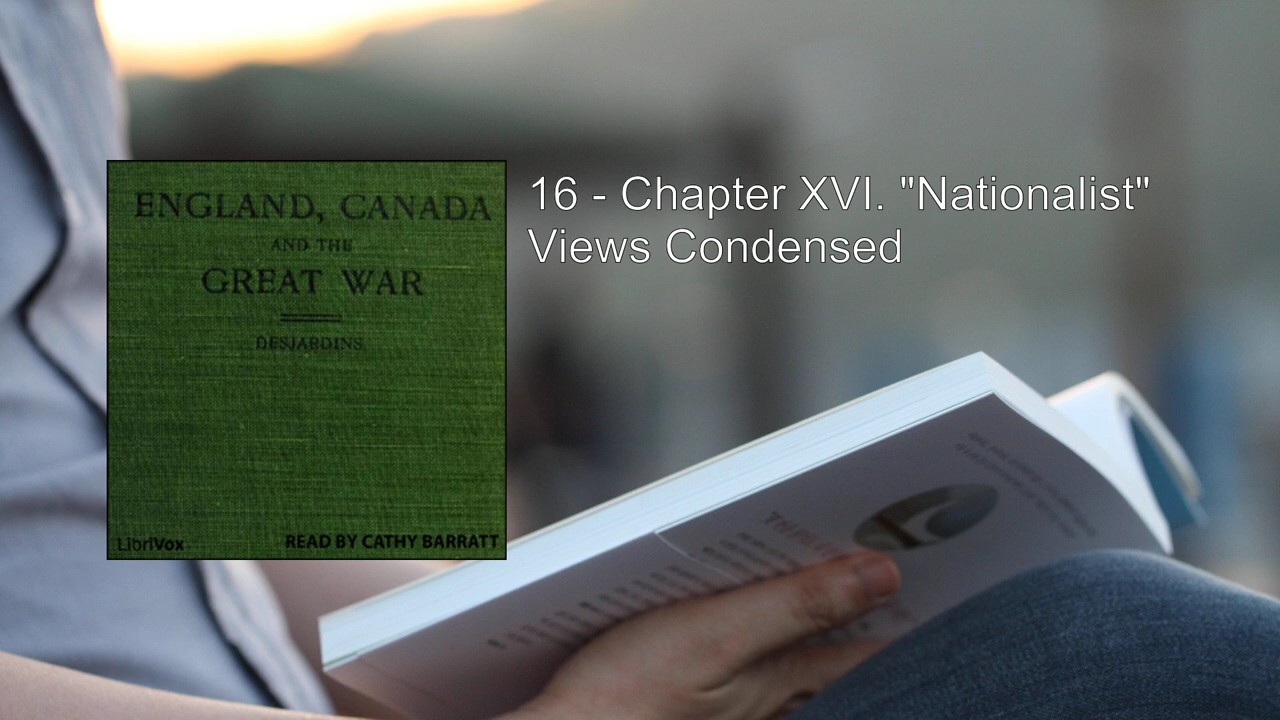 ENGLAND, CANADA
AND THE
GREAT WAR
DESJARDINS
LibriVox
READ BY CATHY BARRATT
16 - Chapter XVI. "Nationalist"
Views Condensed